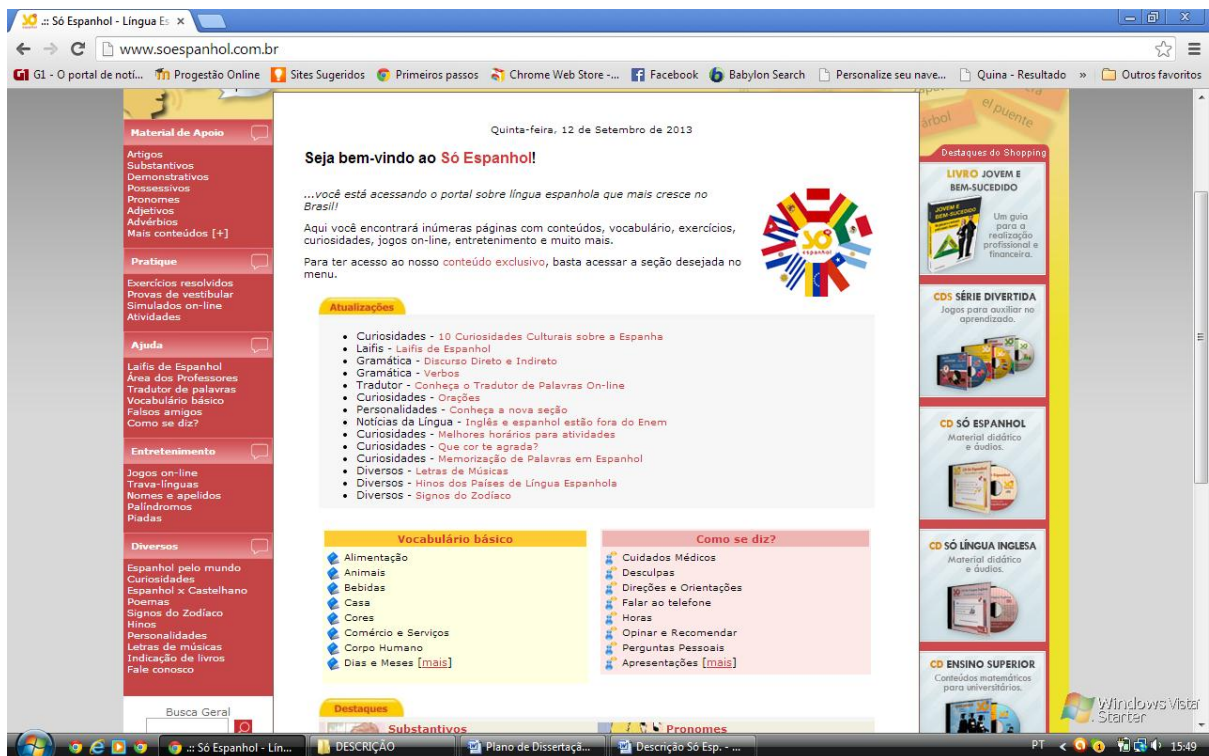 .:: Só Espanhol - Língua Es
www.soespanhol.com.br
G1 - O portal de notí...
Progestão Online
Sites Sugeridos
Primeiros passos
Chrome Web Store -...
Facebook
Babylon Search
Personalize seu nave...
Quina - Resultado
»
Outros favoritos
Material de Apoio
Artigos
Substantivos
Demonstrativos
Possessivos
Pronomes
Adjetivos
Advérbios
Mais conteúdos [+]
Pratique
Exercícios resolvidos
Provas de vestibular
Simulados on-line
Atividades
Ajuda
Laifis de Espanhol
Área dos Professores
Tradutor de palavras
Vocabulário básico
Falsos amigos
Como se diz?
Entretenimento
Jogos on-line
Trava-línguas
Nomes e apelidos
Palíndromos
Piadas
Diversos
Espanhol pelo mundo
Curiosidades
Espanhol x Castelhano
Poemas
Signos do Zodíaco
Hinos
Personalidades
Letras de músicas
Indicação de livros
Fale conosco
Busca Geral
Quinta-feira, 12 de Setembro de 2013
Seja bem-vindo ao Só Espanhol!
...você está acessando o portal sobre língua espanhola que mais cresce no
Brasil!
Aqui você encontrará inúmeras páginas com conteúdos, vocabulário, exercícios,
curiosidades, jogos on-line, entretenimento e muito mais.
Para ter acesso ao nosso conteúdo exclusivo, basta acessar a seção desejada no
menu.
só
espanhol
Atualizações
• Curiosidades - 10 Curiosidades Culturais sobre a Espanha
• Laifis - Laifis de Espanhol
• Gramática - Discurso Direto e Indireto
• Gramática - Verbos
• Tradutor - Conheça o Tradutor de Palavras On-line
• Curiosidades - Orações
• Personalidades - Conheça a nova seção
• Notícias da Língua - Inglês e espanhol estão fora do Enem
• Curiosidades - Melhores horários para atividades
• Curiosidades - Que cor te agrada?
• Curiosidades - Memorização de Palavras em Espanhol
• Diversos - Letras de Músicas
• Diversos - Hinos dos Países de Língua Espanhola
• Diversos - Signos do Zodíaco
Vocabulário básico
Alimentação
Animais
Bebidas
Casa
Cores
Comércio e Serviços
Corpo Humano
Dias e Meses [mais]
Como se diz?
Cuidados Médicos
Desculpas
Direções e Orientações
Falar ao telefone
Horas
Opinar e Recomendar
Perguntas Pessoais
Apresentações [mais]
Destaques
Substantivos
Pronomes
árbol
el puente
Destaques do Shopping
LIVRO JOVEM E
BEM-SUCEDIDO
JOVEM E
BEM-SUCEDIDO
Um guia
para a
realização
profissional e
financeira.
CDS SÉRIE DIVERTIDA
Jogos para auxiliar no
aprendizado.
CD SÓ ESPANHOL
Material didático
e áudios.
CD SÓ LÍNGUA INGLESA
Material didático
e áudios.
CD ENSINO SUPERIOR
Conteúdos matemáticos
para universitários.
Windows Vista
Starter
.:: Só Espanhol - Lín...
DESCRIÇÃO
Plano de Dissertaçã...
Descrição Só Esp. - ...
PT
15:49